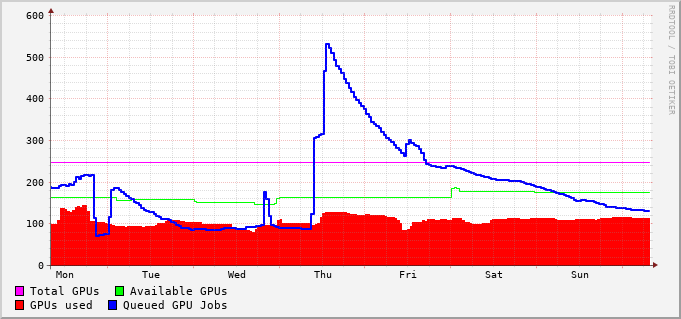 600
500
400
300
200
100
0
Mon Tue Wed Thu Fri Sat Sun
Total GPUs Available GPUs
GPUs used Queued GPU Jobs
RRDTOOL / TOBI OETIKER